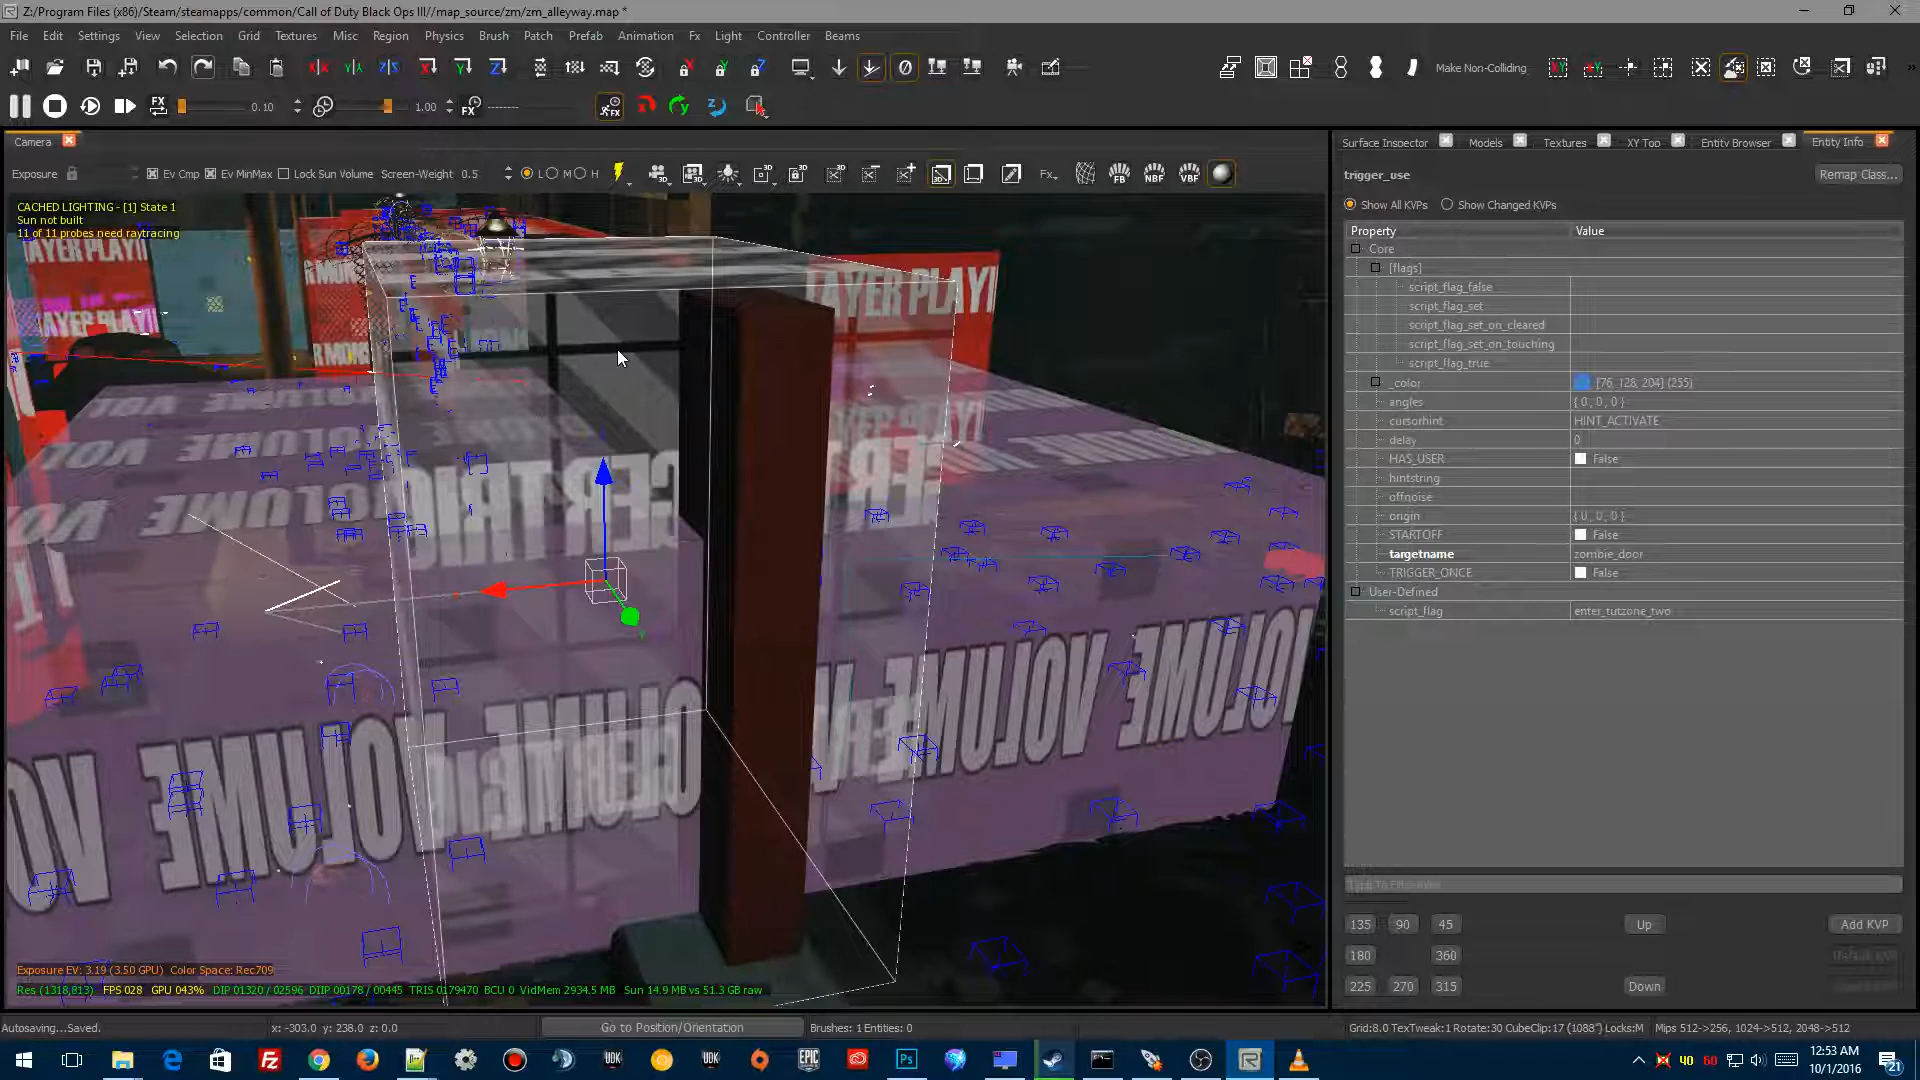 Z:/Program Files (x86)/Steam/steamapps/common/Call of Duty Black Ops III//map_source/zm/zm_alleyway.map *
File Edit Settings View Selection Grid Textures Misc Region Physics Brush Patch Prefab Animation Fx Light Controller Beams
Make Non-Colliding
FX 0.10 1.00 FX --------
Camera
Exposure Ev Cmp Ev MinMax Lock Sun Volume Screen-Weight 0.5 L M H Fx FB NBF VBF
CACHED LIGHTING - [1] State 1
Sun not built
11 of 11 probes need raytracing
Exposure EV: 3.19 (3.50 GPU) Color Space: Rec709
Res (1318,813) FPS 028 GPU 043% DIP 01320 / 02596 DIIP 00178 / 00445 TRIS 0179470 BCU 0 VidMem 2934.5 MB Sun 14.9 MB vs 51.3 GB raw
Surface Inspector Models Textures XY Top Entity Browser Entity Info
trigger_use
Remap Class...
Show All KVPs Show Changed KVPs
Property Value
Core
[flags]
script_flag_false
script_flag_set
script_flag_set_on_cleared
script_flag_set_on_touching
script_flag_true
_color [76, 128, 204] (255)
angles { 0 , 0 , 0 }
cursorhint HINT_ACTIVATE
delay 0
HAS_USER False
hintstring
offnoise
origin { 0 , 0 , 0 }
STARTOFF False
targetname zombie_door
TRIGGER_ONCE False
User-Defined
script_flag enter_tutzone_two
135 90 45 Up Add KVP
180 360
225 270 315 Down
Autosaving...Saved. x: -303.0 y: 238.0 z: 0.0 Go to Position/Orientation Brushes: 1 Entities: 0 Grid:8.0 TexTweak:1 Rotate:30 CubeClip:17 (1088") Locks:M Mips 512->256, 1024->512, 2048->512
12:53 AM
10/1/2016
21